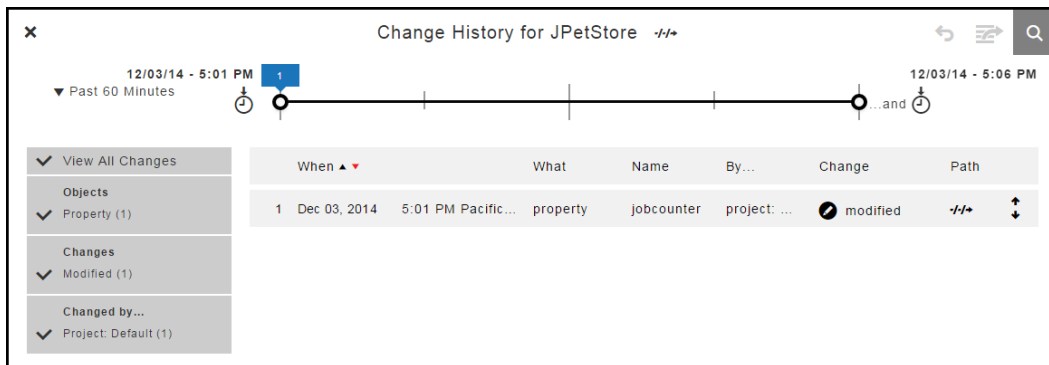 Change History for JPetStore
12/03/14 - 5:01 PM
1
12/03/14 - 5:06 PM
▼ Past 60 Minutes
...and
View All Changes
When ▲ ▼ What Name By... Change Path
Objects
Property (1)
1 Dec 03, 2014 5:01 PM Pacific... property jobcounter project: ... modified
Changes
Modified (1)
Changed by...
Project: Default (1)